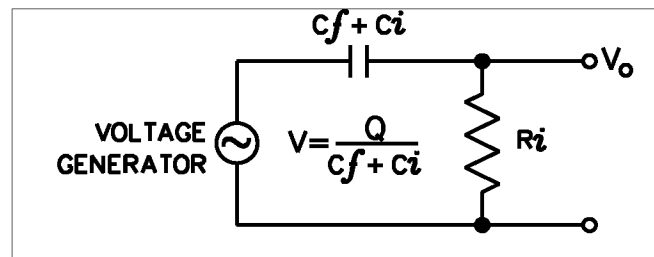 Cf + Ci
Vo
VOLTAGE
GENERATOR
V = Q / Cf + Ci
Ri